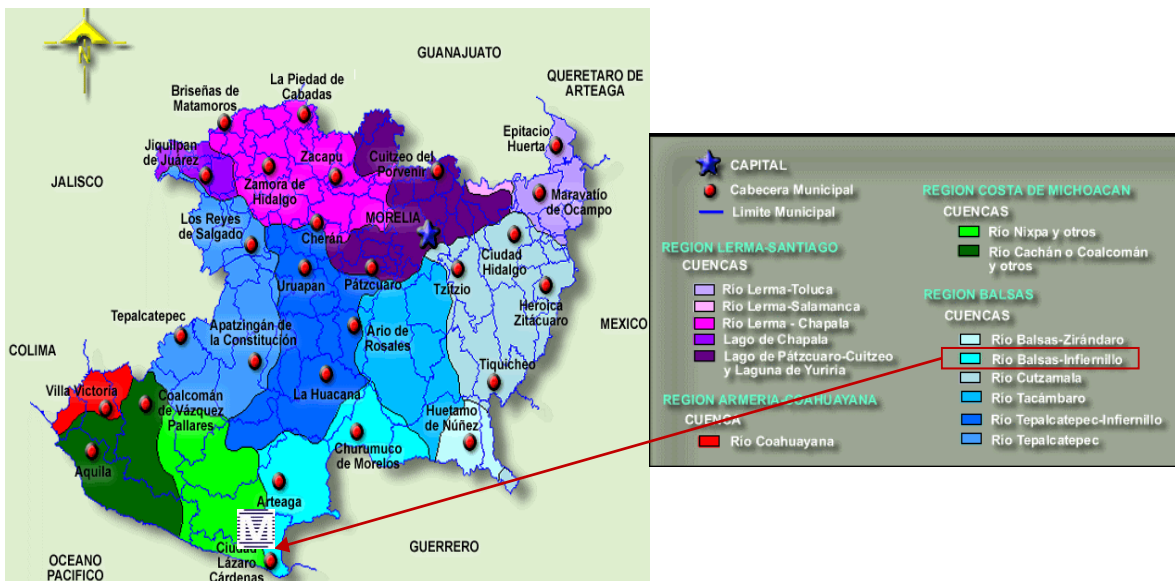 N
GUANAJUATO
QUERETARO DE
ARTEAGA
La Piedad de
Cabadas
Briseñas de
Matamoros
Epitacio
Huerta
Jiquilpan
de Juárez
Zacapu
Cuitzeo del
Porvenir
JALISCO
Zamora de
Hidalgo
Maravatío
de Ocampo
Los Reyes
de Salgado
MORELIA
Cherán
Ciudad
Hidalgo
Uruapan
Pátzcuaro
Tzitzio
Heroica
Zitácuaro
Tepalcatepec
Apatzingán de
la Constitución
Ario de
Rosales
MEXICO
COLIMA
Tiquicheo
Villa Victoria
Coalcomán
de Vázquez
Pallares
La Huacana
Huetamo
de Núñez
Churumuco
de Morelos
Aquila
Arteaga
M
Ciudad
Lázaro
Cárdenas
GUERRERO
OCEANO
PACIFICO
CAPITAL
Cabecera Municipal
Limite Municipal
REGION LERMA-SANTIAGO
CUENCAS
Río Lerma-Toluca
Río Lerma-Salamanca
Río Lerma - Chapala
Lago de Chapala
Lago de Pátzcuaro-Cuitzeo
y Laguna de Yuriria
REGION ARMERIA-COAHUAYANA
CUENCA
Río Coahuayana
REGION COSTA DE MICHOACAN
CUENCAS
Río Nixpa y otros
Río Cachán o Coalcomán
y otros
REGION BALSAS
CUENCAS
Río Balsas-Zirándaro
Río Balsas-Infiernillo
Río Cutzamala
Río Tacámbaro
Río Tepalcatepec-Infiernillo
Río Tepalcatepec